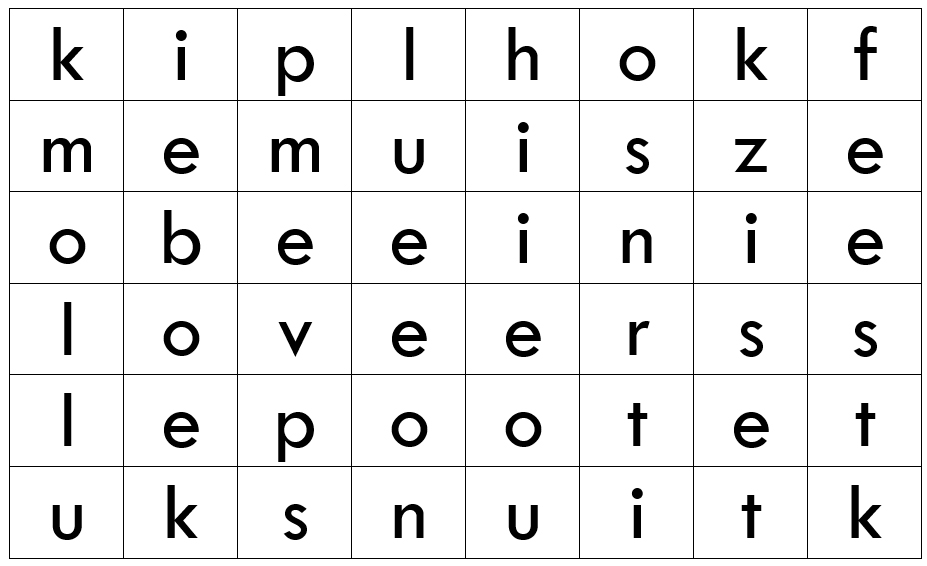 k i p l h o k f
m e m u i s z e
o b e e i n i e
l o v e e r s s
l e p o o t e t
u k s n u i t k